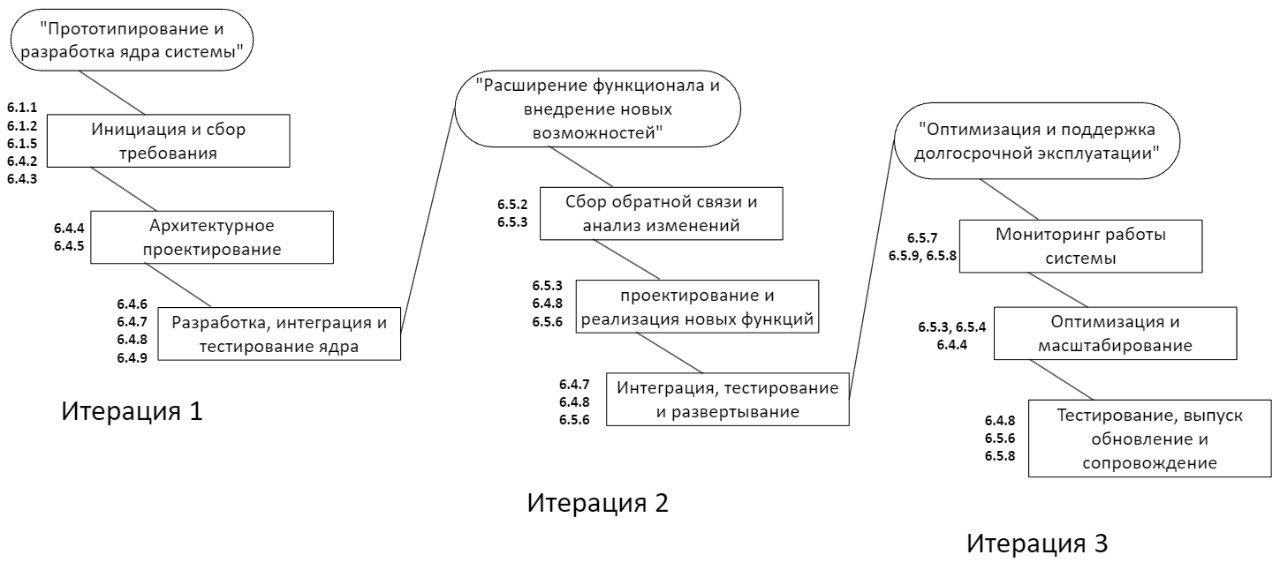 "Прототипирование и
разработка ядра системы"
6.1.1
6.1.2
6.1.5
6.4.2
6.4.3
Инициация и сбор
требования
6.4.4
6.4.5
Архитектурное
проектирование
6.4.6
6.4.7
6.4.8
6.4.9
Разработка, интеграция и
тестирование ядра
Итерация 1
"Расширение функционала и
внедрение новых
возможностей"
6.5.2
6.5.3
Сбор обратной связи и
анализ изменений
6.5.3
6.4.8
6.5.6
проектирование и
реализация новых функций
6.4.7
6.4.8
6.5.6
Интеграция, тестирование
и развертывание
Итерация 2
"Оптимизация и поддержка
долгосрочной эксплуатации"
6.5.7
6.5.9, 6.5.8
Мониторинг работы
системы
6.5.3, 6.5.4
6.4.4
Оптимизация и
масштабирование
6.4.8
6.5.6
6.5.8
Тестирование, выпуск
обновление и
сопровождение
Итерация 3